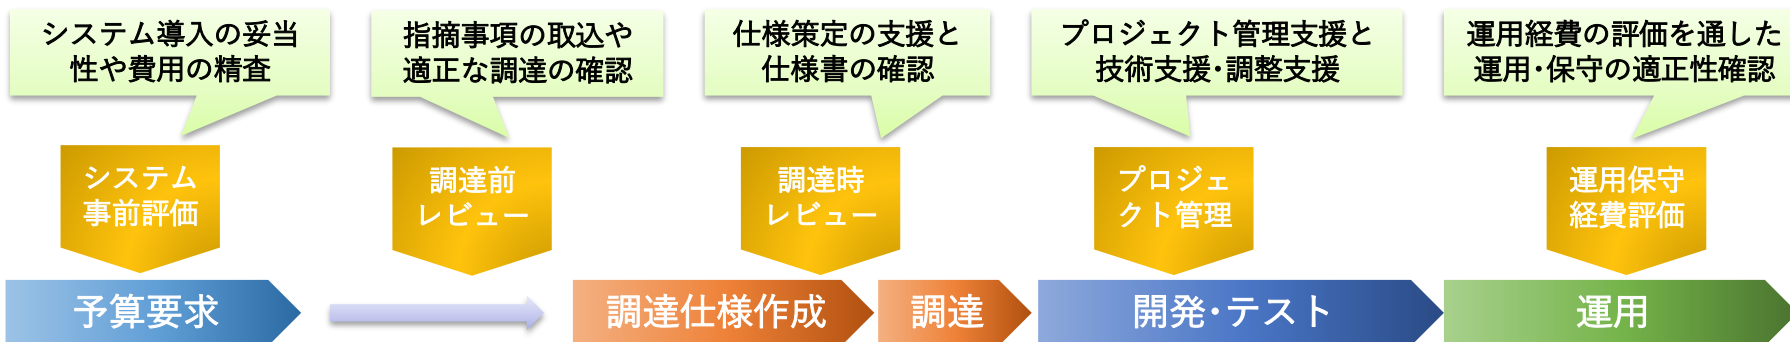 システム導入の妥当
性や費用の精査
指摘事項の取込や
適正な調達の確認
仕様策定の支援と
仕様書の確認
プロジェクト管理支援と
技術支援・調整支援
運用経費の評価を通した
運用・保守の適正性確認
システム
事前評価
調達前
レビュー
調達時
レビュー
プロジェ
クト管理
運用保守
経費評価
予算要求
調達仕様作成
調達
開発・テスト
運用